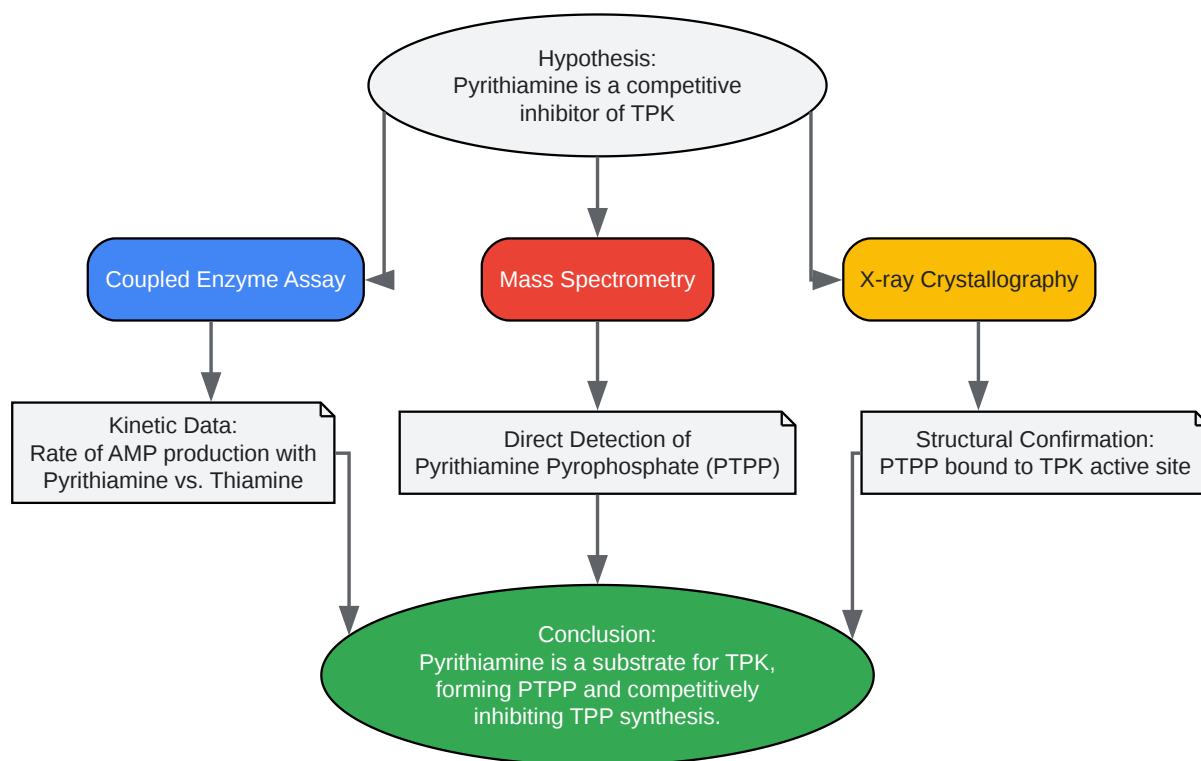 Hypothesis:
Pyrithiamine is a competitive
inhibitor of TPK
Coupled Enzyme Assay
Mass Spectrometry
X-ray Crystallography
Kinetic Data:
Rate of AMP production with
Pyrithiamine vs. Thiamine
Direct Detection of
Pyrithiamine Pyrophosphate (PTPP)
Structural Confirmation:
PTPP bound to TPK active site
Conclusion:
Pyrithiamine is a substrate for TPK,
forming PTPP and competitively
inhibiting TPP synthesis.